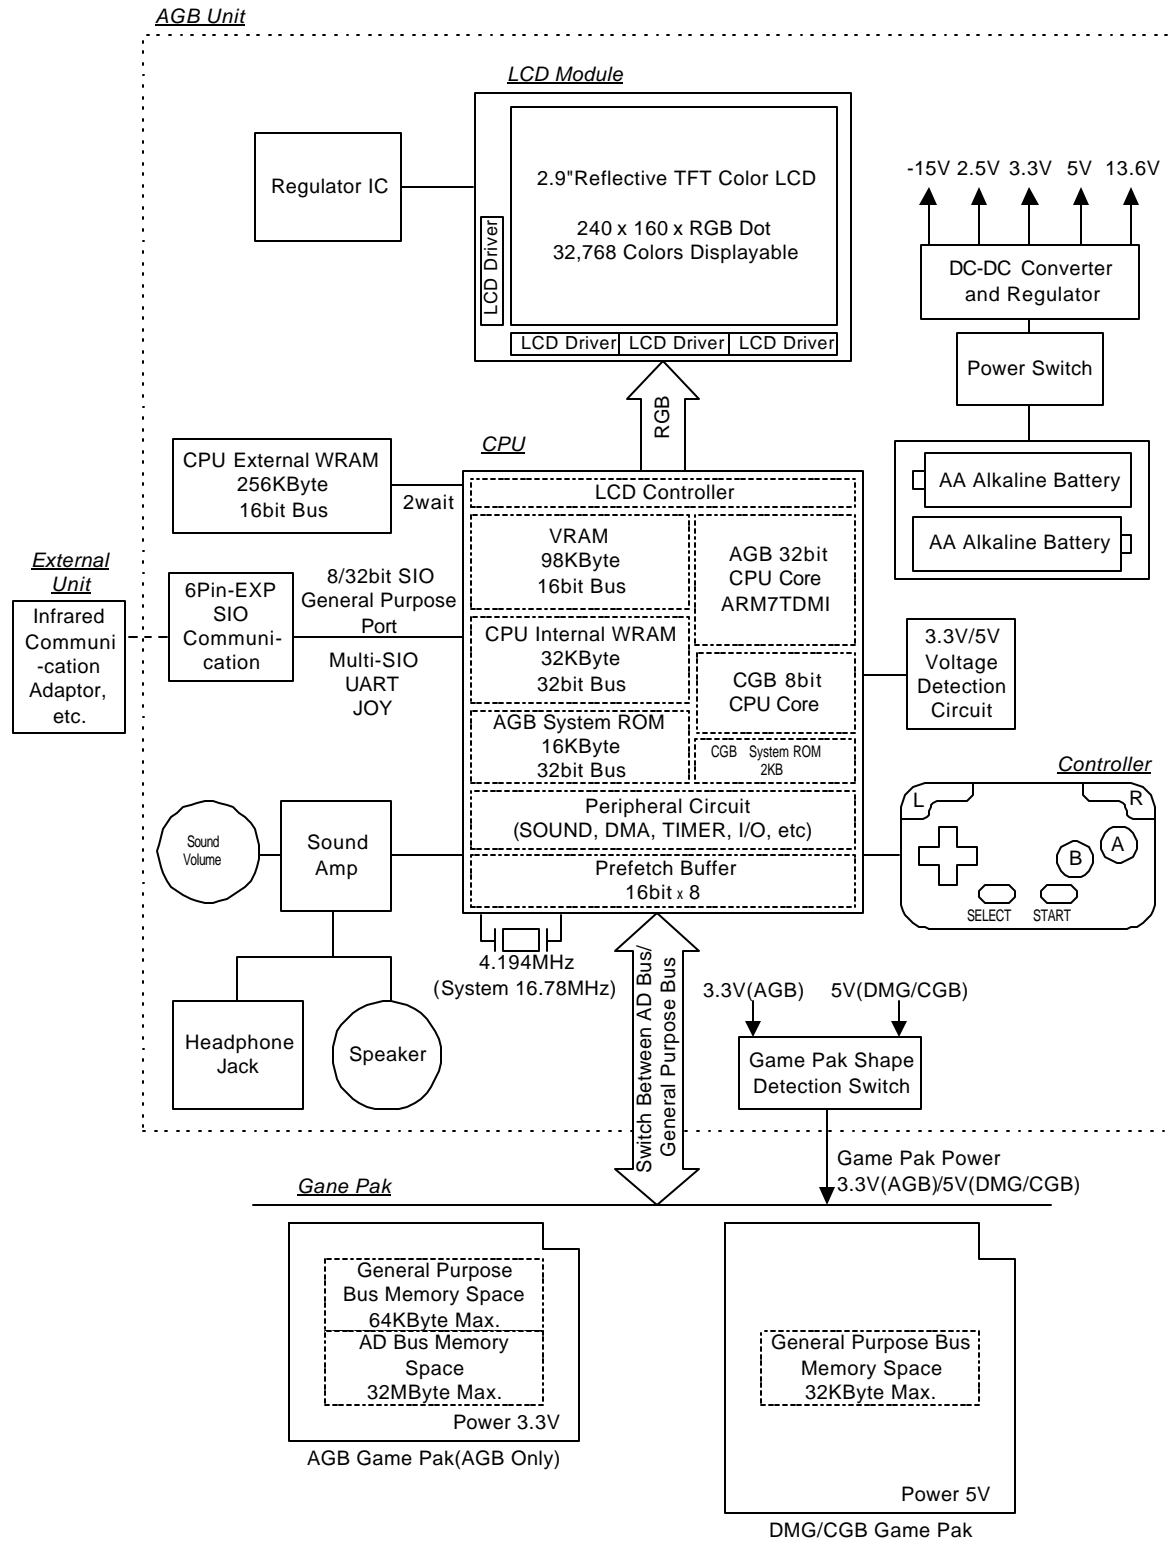 AGB Unit
LCD Module
Regulator IC
2.9"Reflective TFT Color LCD
240 x 160 x RGB Dot
32,768 Colors Displayable
LCD Driver
LCD Driver
LCD Driver
LCD Driver
-15V
2.5V
3.3V
5V
13.6V
DC-DC Converter
and Regulator
Power Switch
AA Alkaline Battery
AA Alkaline Battery
RGB
CPU
CPU External WRAM
256KByte
16bit Bus
2wait
LCD Controller
VRAM
98KByte
16bit Bus
AGB 32bit
CPU Core
ARM7TDMI
CPU Internal WRAM
32KByte
32bit Bus
CGB 8bit
CPU Core
AGB System ROM
16KByte
32bit Bus
CGB System ROM
2KB
Peripheral Circuit
(SOUND, DMA, TIMER, I/O, etc)
Prefetch Buffer
16bit x 8
External
Unit
Infrared
Communi
-cation
Adaptor,
etc.
6Pin-EXP
SIO
Communi-
cation
8/32bit SIO
General Purpose
Port
Multi-SIO
UART
JOY
3.3V/5V
Voltage
Detection
Circuit
Controller
L
R
A
B
SELECT
START
Sound
Volume
Sound
Amp
Headphone
Jack
Speaker
4.194MHz
(System 16.78MHz)
Switch Between AD Bus/
General Purpose Bus
3.3V(AGB)
5V(DMG/CGB)
Game Pak Shape
Detection Switch
Game Pak Power
3.3V(AGB)/5V(DMG/CGB)
Gane Pak
General Purpose
Bus Memory Space
64KByte Max.
AD Bus Memory
Space
32MByte Max.
Power 3.3V
AGB Game Pak(AGB Only)
General Purpose Bus
Memory Space
32KByte Max.
Power 5V
DMG/CGB Game Pak